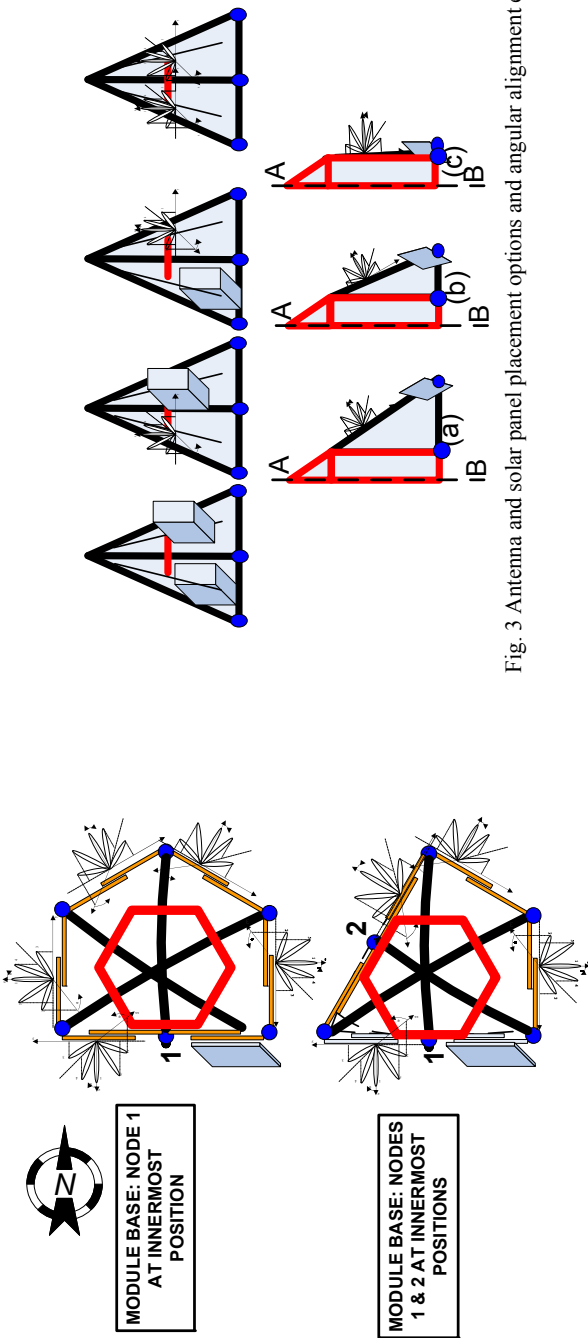 N
MODULE BASE: NODE 1
AT INNERMOST
POSITION
1
MODULE BASE: NODES
1 & 2 AT INNERMOST
POSITIONS
1
2
A
B
(a)
A
B
(b)
A
B
(c)
Fig. 3 Antenna and solar panel placement options and angular alignment